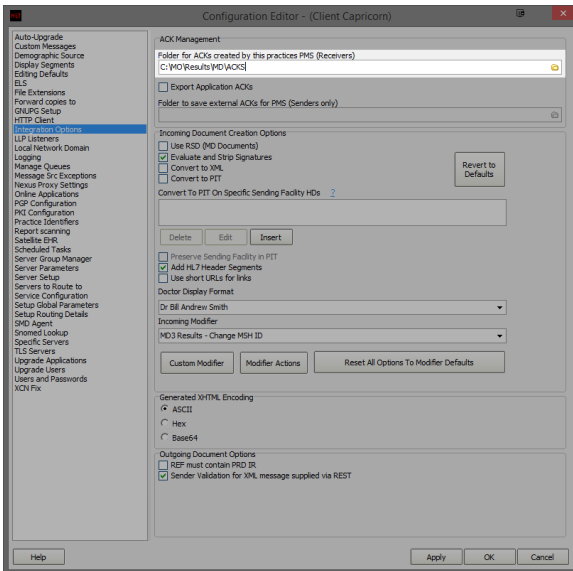 Configuration Editor - (Client Capricorn)
Auto-Upgrade
Custom Messages
Demographic Source
Display Segments
Editing Defaults
ELS
File Extensions
Forward copies to
GNUPG Setup
HTTP Client
Integration Options
LLP Listeners
Local Network Domain
Logging
Manage Queues
Message Src Exceptions
Nexus Proxy Settings
Online Applications
PGP Configuration
PKI Configuration
Practice Identifiers
Report scanning
Satellite EHR
Scheduled Tasks
Server Group Manager
Server Parameters
Server Setup
Servers to Route to
Service Configuration
Setup Global Parameters
Setup Routing Details
SMD Agent
Snomed Lookup
Specific Servers
TLS Servers
Upgrade Applications
Upgrade Users
Users and Passwords
XCN Fix
ACK Management
Folder for ACKs created by this practices PMS (Receivers)
C:\MO\Results\MD\ACKS
Export Application ACKs
Folder to save external ACKs for PMS (Senders only)
Incoming Document Creation Options
Use RSD (MD Documents)
Evaluate and Strip Signatures
Convert to XML
Convert to PIT
Revert to
Defaults
Convert To PIT On Specific Sending Facility HDs ?
Delete Edit Insert
Preserve Sending Facility in PIT
Add HL7 Header Segments
Use short URLs for links
Doctor Display Format
Dr Bill Andrew Smith
Incoming Modifier
MD3 Results - Change MSH ID
Custom Modifier Modifier Actions Reset All Options To Modifier Defaults
Generated XHTML Encoding
ASCII
Hex
Base64
Outgoing Document Options
REF must contain PRD IR
Sender Validation for XML message supplied via REST
Help Apply OK Cancel